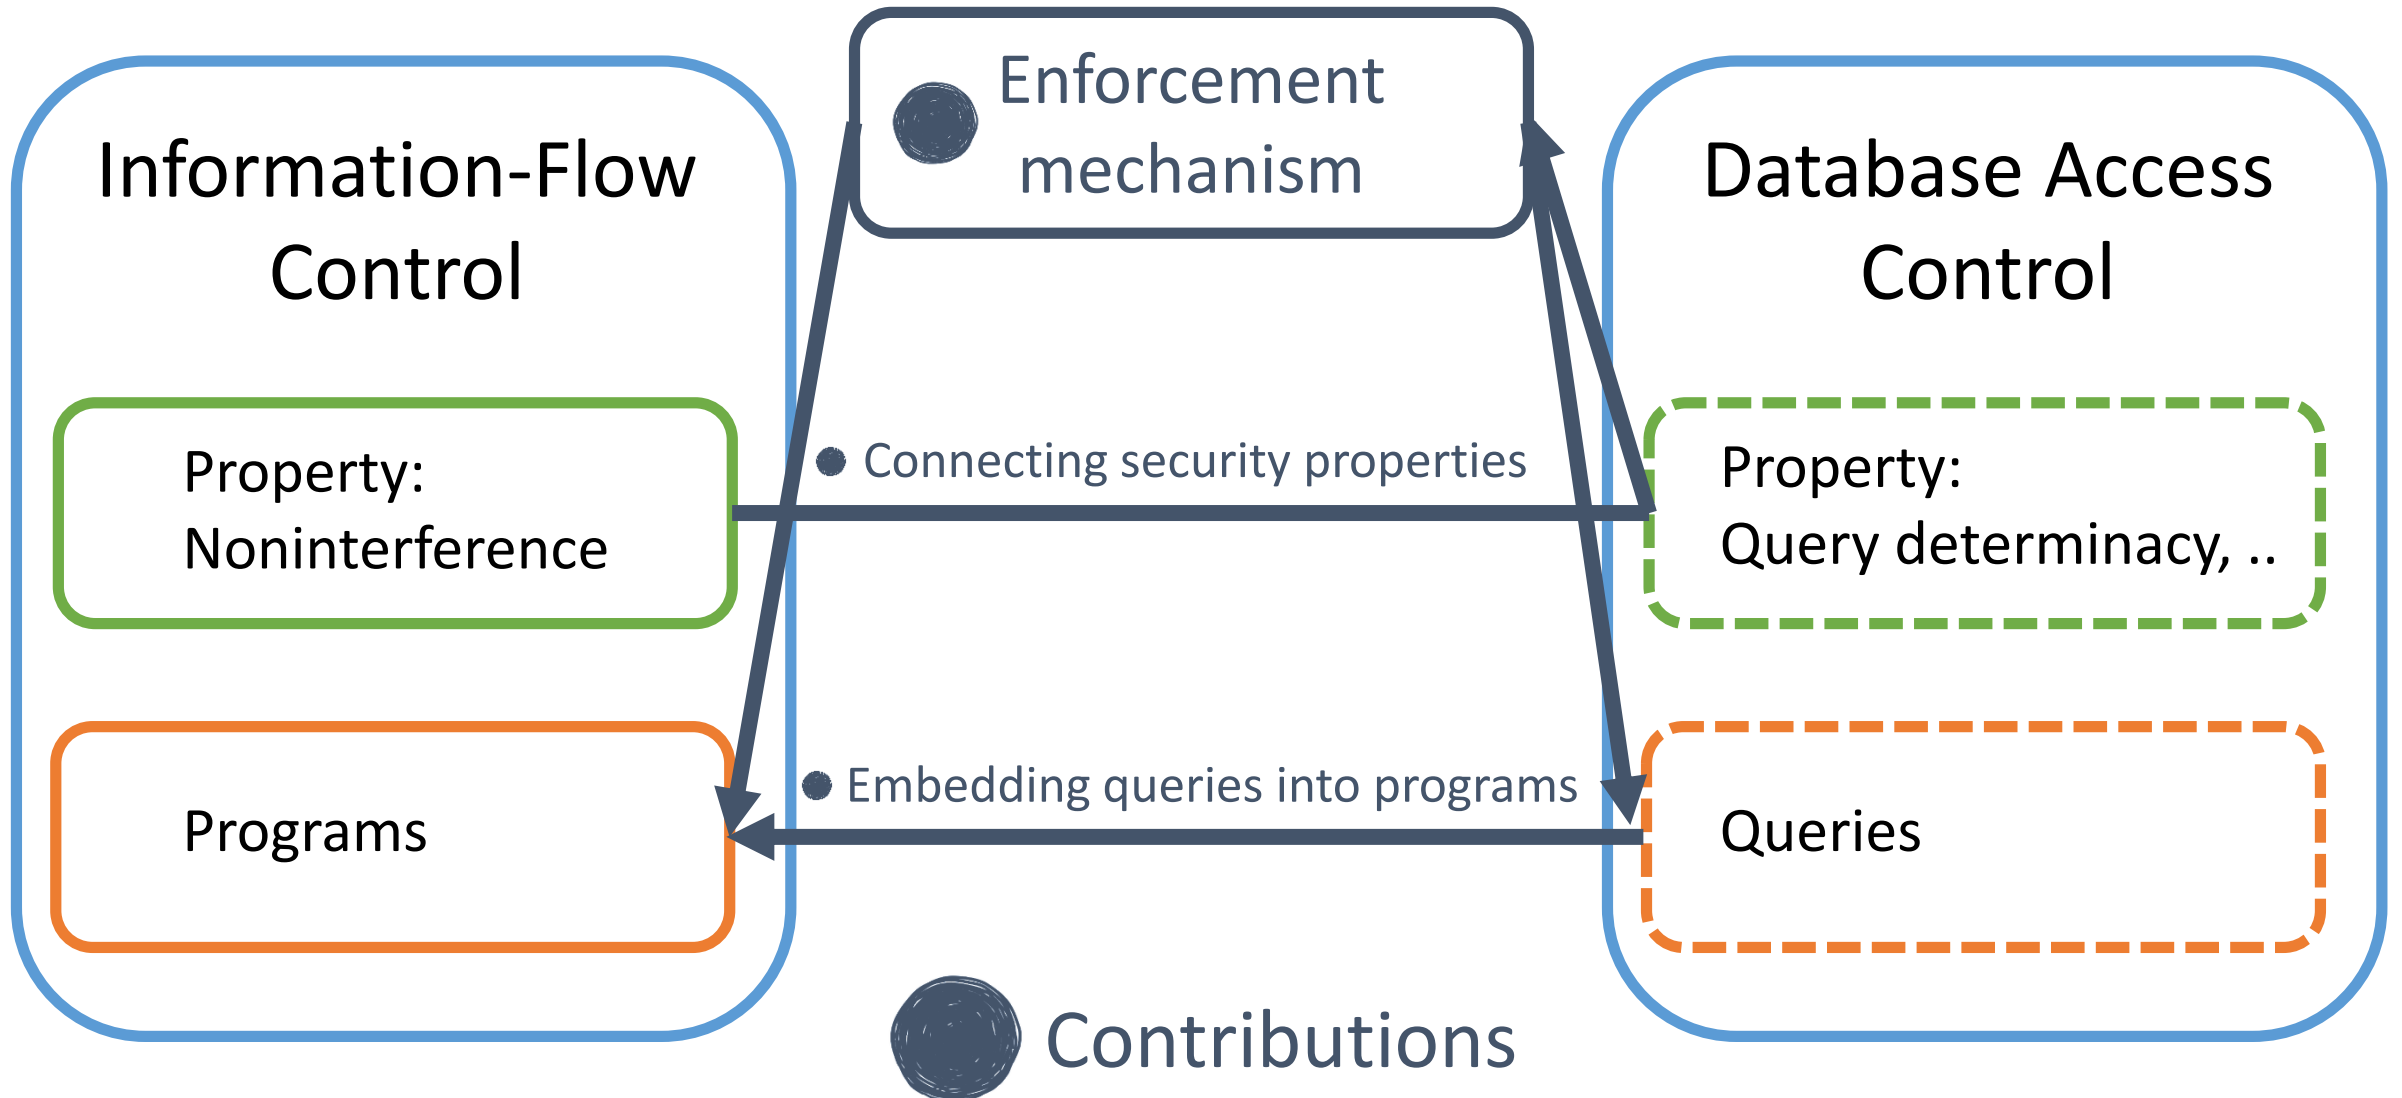 Enforcement
mechanism
Information-Flow
Control
Property:
Noninterference
Programs
Connecting security properties
Embedding queries into programs
Database Access
Control
Property:
Query determinacy, ..
Queries
Contributions